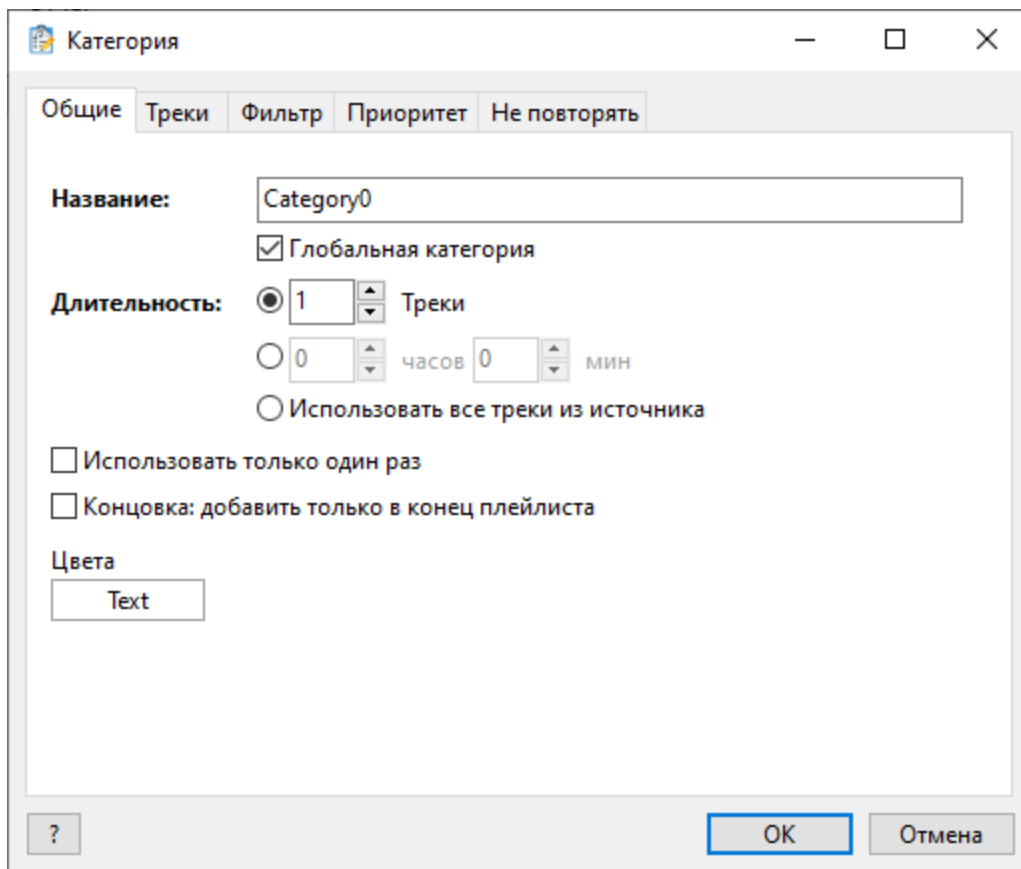 Категория
Общие Треки Фильтр Приоритет Не повторять
Название: Category0
Глобальная категория
Длительность: 1 Треки
0 часов 0 мин
Использовать все треки из источника
Использовать только один раз
Концовка: добавить только в конец плейлиста
Цвета
Text
? OK Отмена